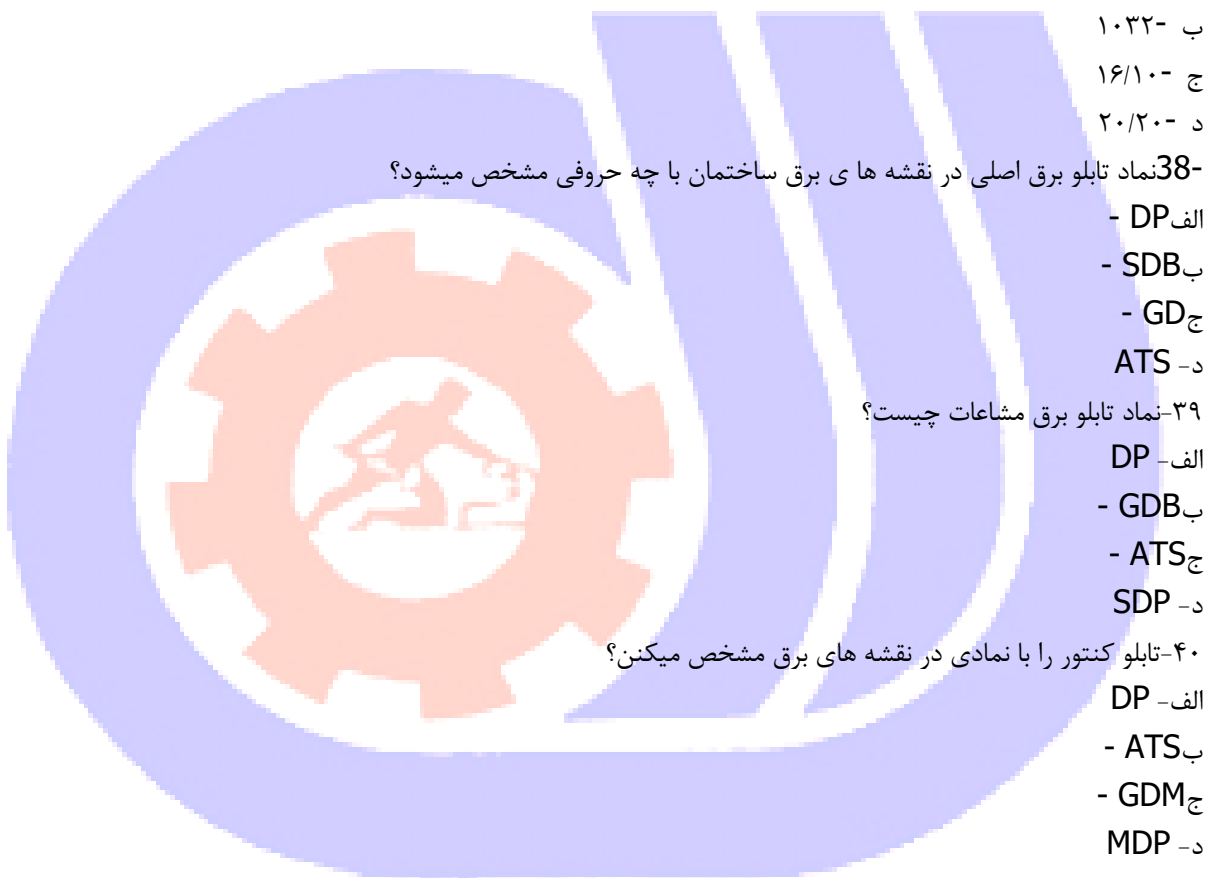 ب -۱۰۳۲
ج -۱۶/۱۰
د -۲۰/۲۰
-38نماد تابلو برق اصلی در نقشه ها ی برق ساختمان با چه حروفی مشخص میشود؟
الفDP -
بSDB -
جGD -
د- ATS
۳۹-نماد تابلو برق مشاعات چیست؟
الف- DP
بGDB -
جATS -
د- SDP
۴۰-تابلو کنتور را با نمادی در نقشه های برق مشخص میکنن؟
الف- DP
بATS -
جGDM -
د- MDP